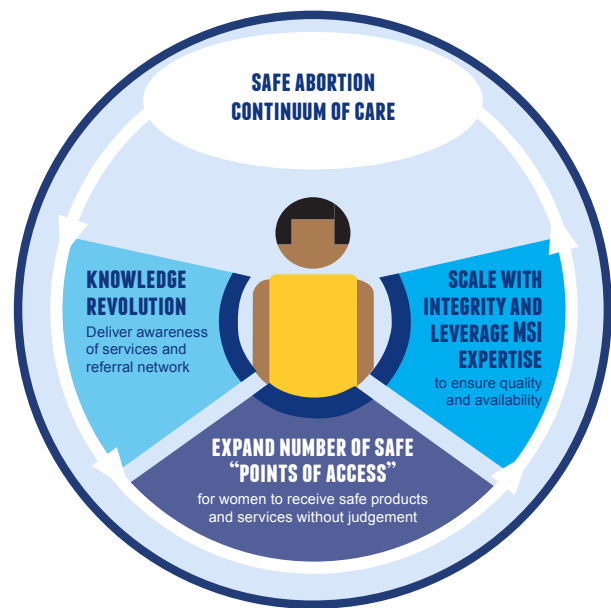 SAFE ABORTION
CONTINUUM OF CARE
KNOWLEDGE
REVOLUTION
Deliver awareness
of services and
referral network
EXPAND NUMBER OF SAFE
“POINTS OF ACCESS”
for women to receive safe products
and services without judgement
SCALE WITH
INTEGRITY AND
LEVERAGE MSI
EXPERTISE
to ensure quality
and availability